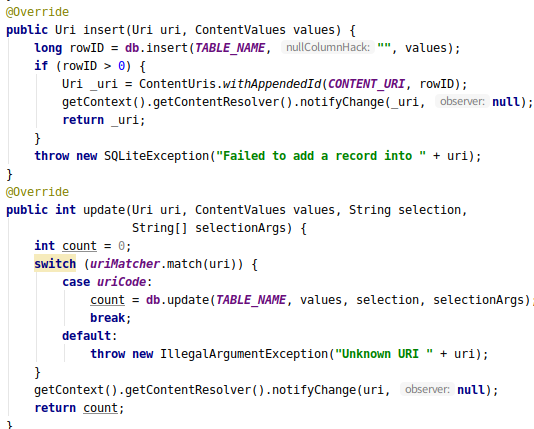 @Override
public Uri insert(Uri uri, ContentValues values) {
long rowID = db.insert(TABLE_NAME, nullColumnHack: "", values);
if (rowID > 0) {
Uri _uri = ContentUris.withAppendedId(CONTENT_URI, rowID);
getContext().getContentResolver().notifyChange(_uri, observer: null);
return _uri;
}
throw new SQLiteException("Failed to add a record into " + uri);
}
@Override
public int update(Uri uri, ContentValues values, String selection,
String[] selectionArgs) {
int count = 0;
switch (uriMatcher.match(uri)) {
case uriCode:
count = db.update(TABLE_NAME, values, selection, selectionArgs);
break;
default:
throw new IllegalArgumentException("Unknown URI " + uri);
}
getContext().getContentResolver().notifyChange(uri, observer: null);
return count;
}